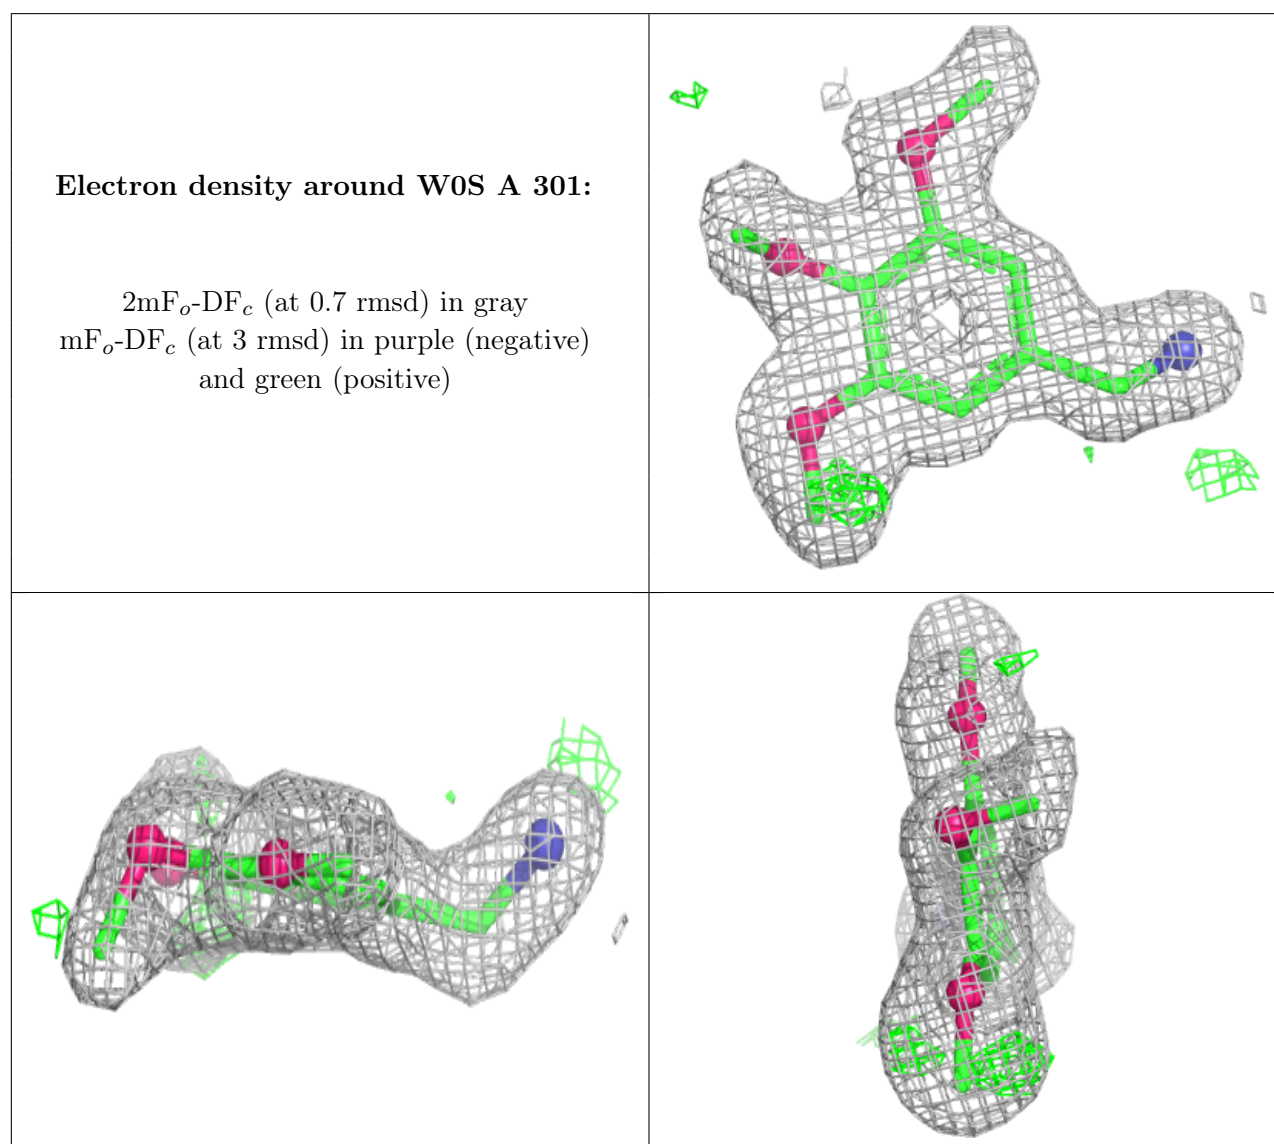 Electron density around W0S A 301:
2mFo-DFc (at 0.7 rmsd) in gray
mFo-DFc (at 3 rmsd) in purple (negative)
and green (positive)